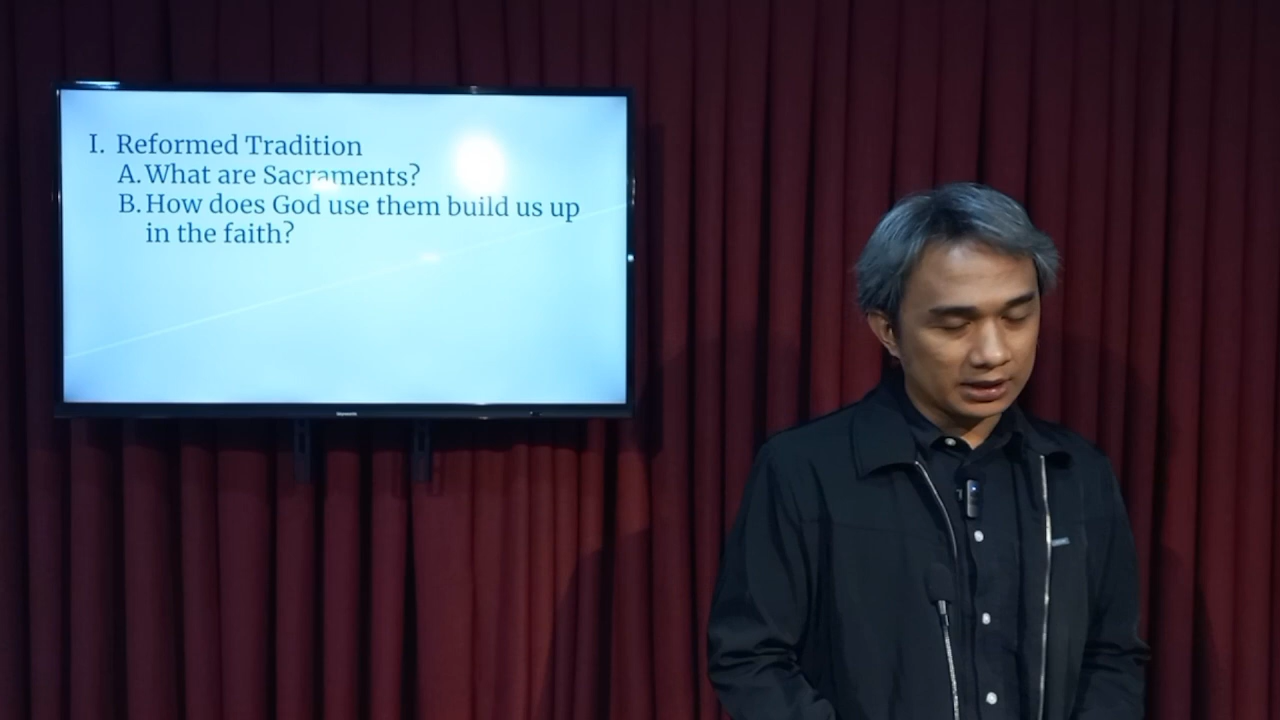 I. Reformed Tradition
A. What are Sacraments?
B. How does God use them build us up
in the faith?